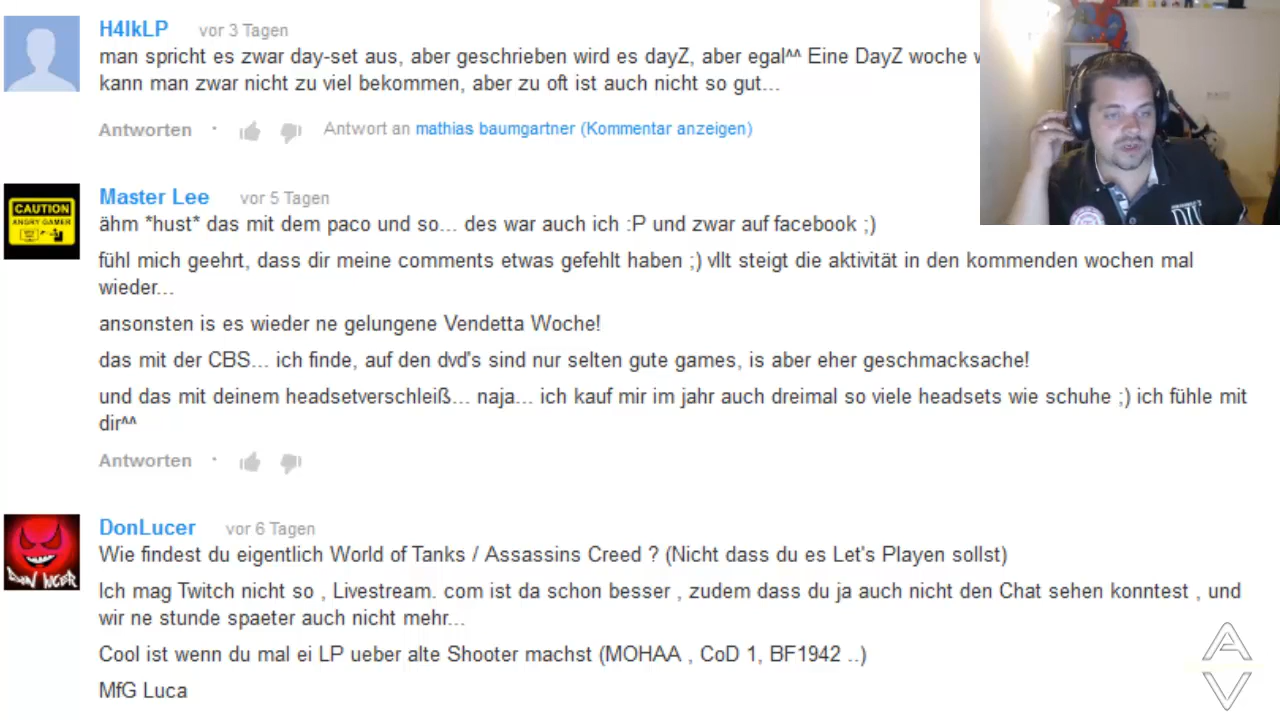 H4lkLP vor 3 Tagen
man spricht es zwar day-set aus, aber geschrieben wird es dayZ, aber egal^^ Eine DayZ woche
kann man zwar nicht zu viel bekommen, aber zu oft ist auch nicht so gut...
Antworten · Antwort an mathias baumgartner (Kommentar anzeigen)
CAUTION
ANGRY GAMER
Master Lee vor 5 Tagen
ähm *hust* das mit dem paco und so... des war auch ich :P und zwar auf facebook ;)
fühl mich geehrt, dass dir meine comments etwas gefehlt haben ;) vllt steigt die aktivität in den kommenden wochen mal
wieder...
ansonsten is es wieder ne gelungene Vendetta Woche!
das mit der CBS... ich finde, auf den dvd's sind nur selten gute games, is aber eher geschmacksache!
und das mit deinem headsetverschleiß... naja... ich kauf mir im jahr auch dreimal so viele headsets wie schuhe ;) ich fühle mit
dir^^
Antworten ·
DON LUCER
DonLucer vor 6 Tagen
Wie findest du eigentlich World of Tanks / Assassins Creed ? (Nicht dass du es Let's Playen sollst)
Ich mag Twitch nicht so , Livestream. com ist da schon besser , zudem dass du ja auch nicht den Chat sehen konntest , und
wir ne stunde spaeter auch nicht mehr...
Cool ist wenn du mal ei LP ueber alte Shooter machst (MOHAA , CoD 1, BF1942 ..)
MfG Luca
AV